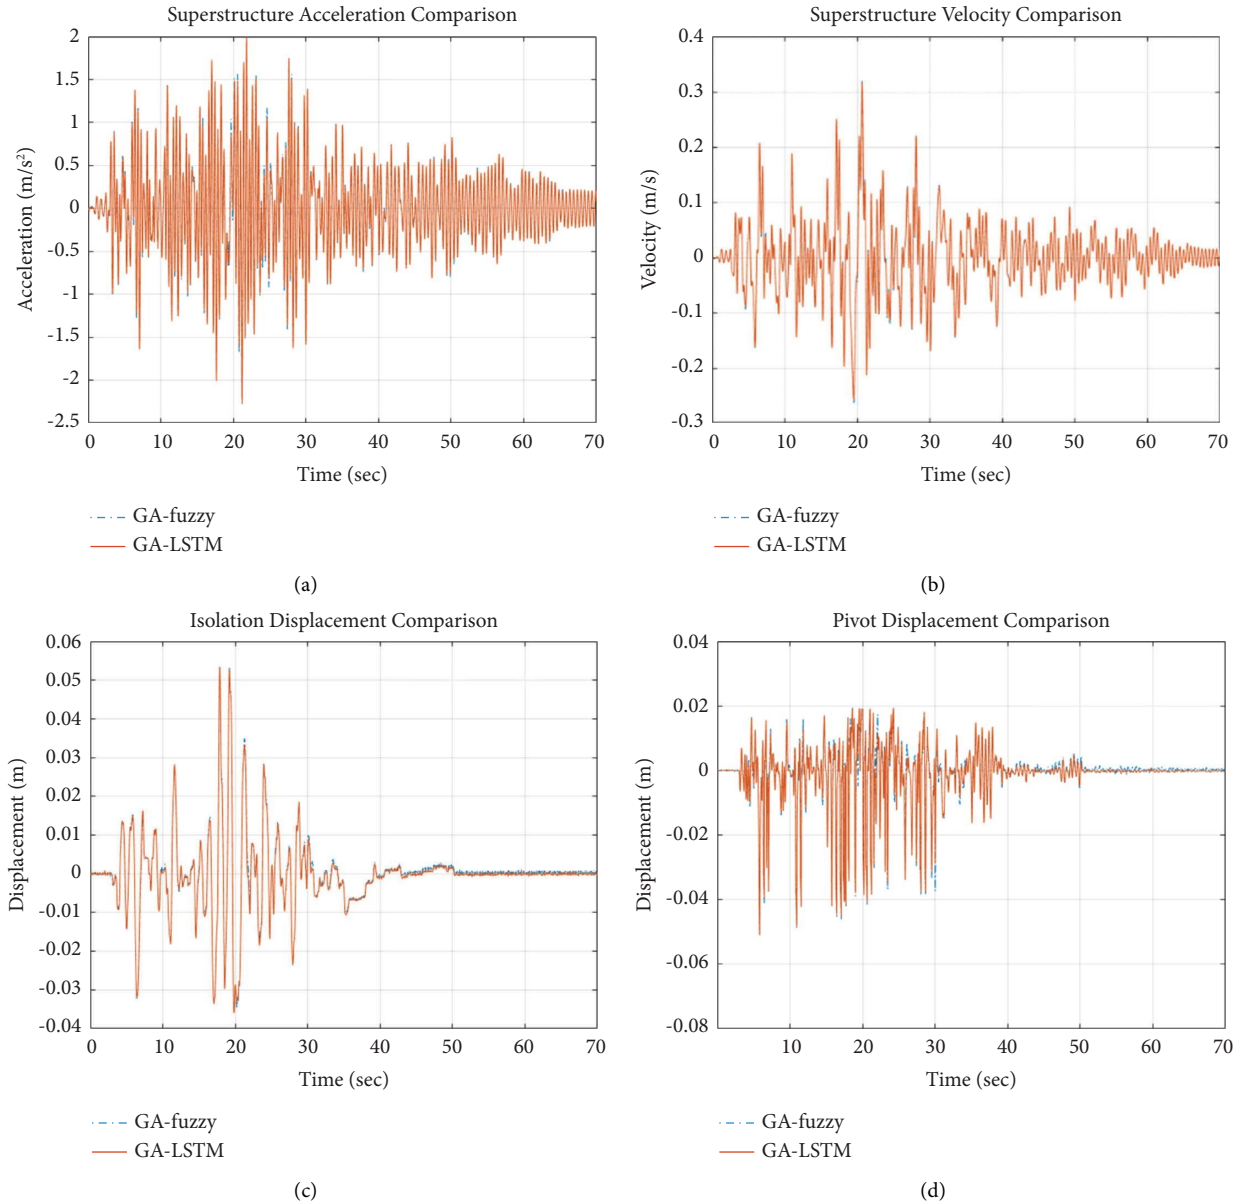 Superstructure Acceleration Comparison
2
1.5
1
0.5
0
-0.5
-1
-1.5
-2
-2.5
Acceleration (m/s²)
0 10 20 30 40 50 60 70
Time (sec)
GA-fuzzy
GA-LSTM
(a)
Superstructure Velocity Comparison
0.4
0.3
0.2
0.1
0
-0.1
-0.2
-0.3
Velocity (m/s)
0 10 20 30 40 50 60 70
Time (sec)
GA-fuzzy
GA-LSTM
(b)
Isolation Displacement Comparison
0.06
0.05
0.04
0.03
0.02
0.01
0
-0.01
-0.02
-0.03
-0.04
Displacement (m)
0 10 20 30 40 50 60 70
Time (sec)
GA-fuzzy
GA-LSTM
(c)
Pivot Displacement Comparison
0.04
0.02
0
-0.02
-0.04
-0.06
-0.08
Displacement (m)
10 20 30 40 50 60 70
Time (sec)
GA-fuzzy
GA-LSTM
(d)